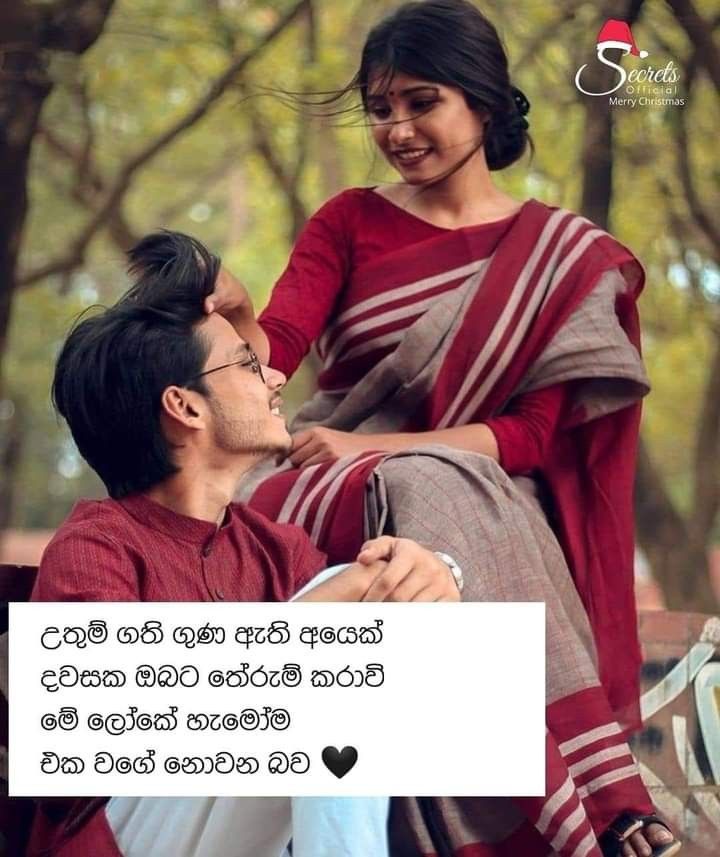 Secrets
Official
Merry Christmas
උතුම් ගති ගුණ ඇති අයෙක්
දවසක ඔබට තේරුම් කරාවි
මේ ලෝකේ හැමෝම
එක වගේ නොවන බව 🖤